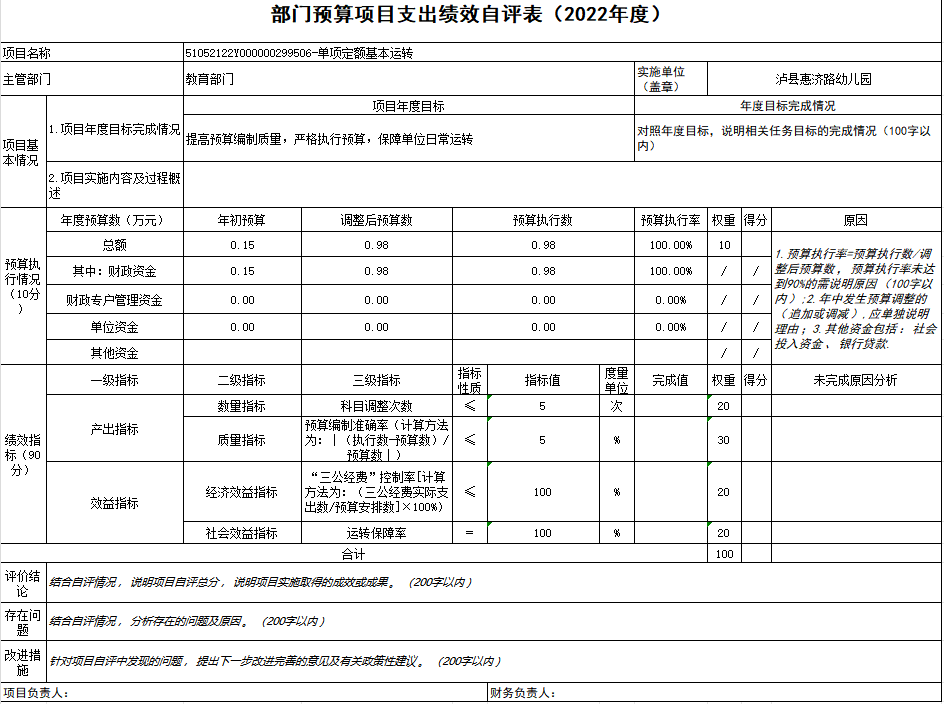 部门预算项目支出绩效自评表（2022年度）
项目名称 51052122Y000000299506-单项定额基本运转
主管部门 教育部门 实施单位（盖章） 泸县惠济路幼儿园
项目基本情况
1.项目年度目标完成情况
项目年度目标 年度目标完成情况
提高预算编制质量，严格执行预算，保障单位日常运转
对照年度目标，说明相关任务目标的完成情况（100字以内）
2.项目实施内容及过程概述
预算执行情况（10分）
年度预算数（万元） 年初预算 调整后预算数 预算执行数 预算执行率 权重 得分 原因
总额 0.15 0.98 0.98 100.00% 10
其中：财政资金 0.15 0.98 0.98 100.00% / /
财政专户管理资金 0.00 0.00 0.00 0.00% / /
单位资金 0.00 0.00 0.00 0.00% / /
其他资金 / /
1.预算执行率=预算执行数/调整后预算数，预算执行率未达到90%的需说明原因（100字以内）;2.年中发生预算调整的（追加或调减）,应单独说明理由；3.其他资金包括：社会投入资金、银行贷款.
绩效指标（90分）
一级指标 二级指标 三级指标 指标性质 指标值 度量单位 完成值 权重 得分 未完成原因分析
产出指标
数量指标 科目调整次数 ≤ 5 次 20
质量指标 预算编制准确率（计算方法为：｜（执行数-预算数）/预算数｜） ≤ 5 % 30
效益指标
经济效益指标 “三公经费”控制率[计算方法为：（三公经费实际支出数/预算安排数]×100%） ≤ 100 % 20
社会效益指标 运转保障率 = 100 % 20
合计 100
评价结论 结合自评情况，说明项目自评总分，说明项目实施取得的成效或成果。（200字以内）
存在问题 结合自评情况，分析存在的问题及原因。（200字以内）
改进措施 针对项目自评中发现的问题，提出下一步改进完善的意见及有关政策性建议。（200字以内）
项目负责人： 财务负责人：